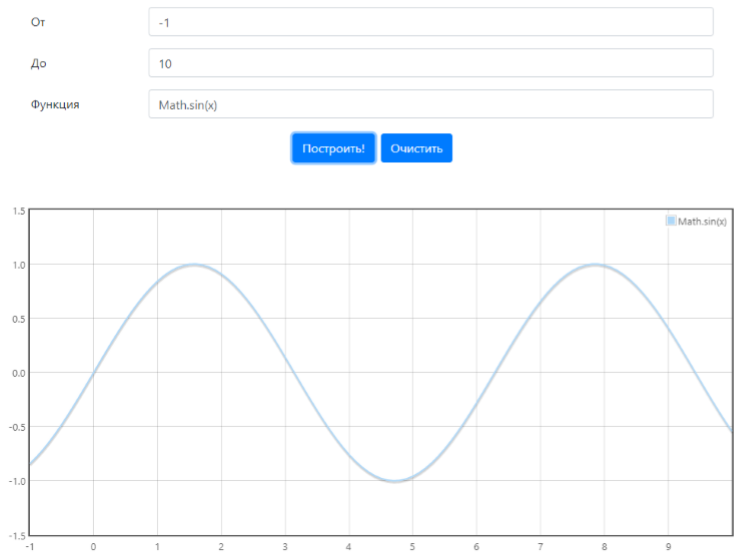 От -1
До 10
Функция Math.sin(x)
Построить! Очистить
1.5
Math.sin(x)
1.0
0.5
0.0
-0.5
-1.0
-1.5
-1 0 1 2 3 4 5 6 7 8 9